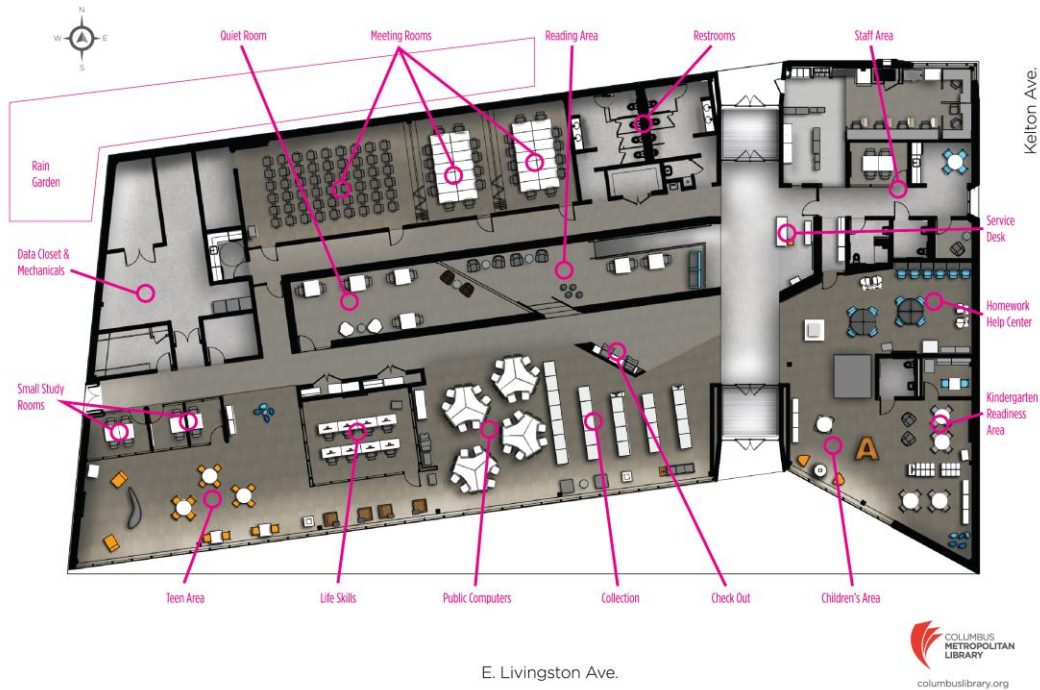 N
W
E
S
Quiet Room
Meeting Rooms
Reading Area
Restrooms
Staff Area
Kelton Ave.
Rain
Garden
Data Closet &
Mechanicals
Service
Desk
Homework
Help Center
Small Study
Rooms
Kindergarten
Readiness
Area
A
Teen Area
Life Skills
Public Computers
Collection
Check Out
Children's Area
E. Livingston Ave.
COLUMBUS
METROPOLITAN
LIBRARY
columbuslibrary.org